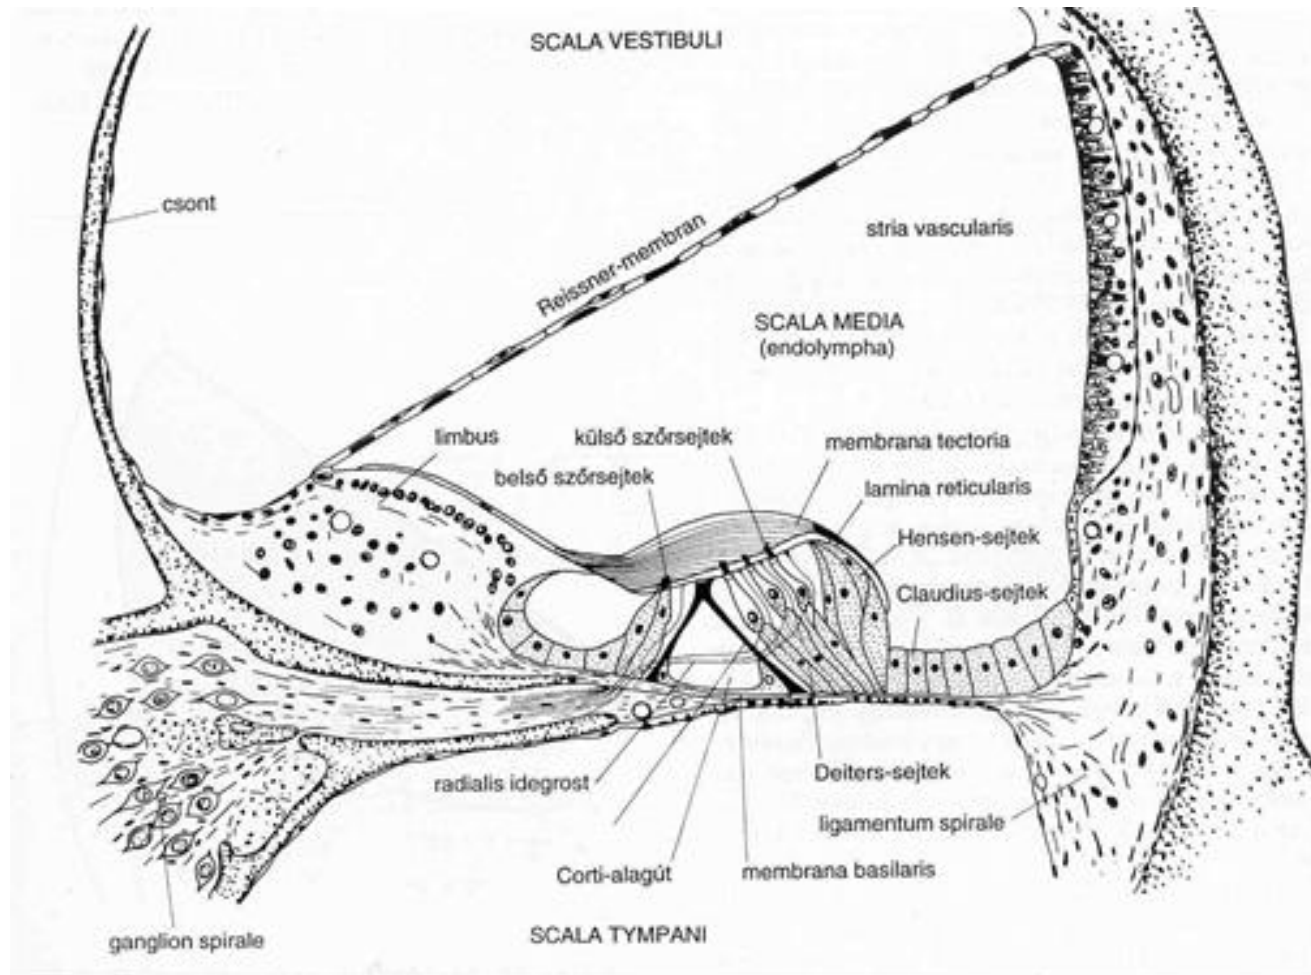 SCALA VESTIBULI
csont
Reissner-membran
stria vascularis
SCALA MEDIA
(endolympha)
limbus
külső szőrsejtek
membrana tectoria
belső szőrsejtek
lamina reticularis
Hensen-sejtek
Claudius-sejtek
radialis idegrost
Deiters-sejtek
ligamentum spirale
Corti-alagút
membrana basilaris
ganglion spirale
SCALA TYMPANI